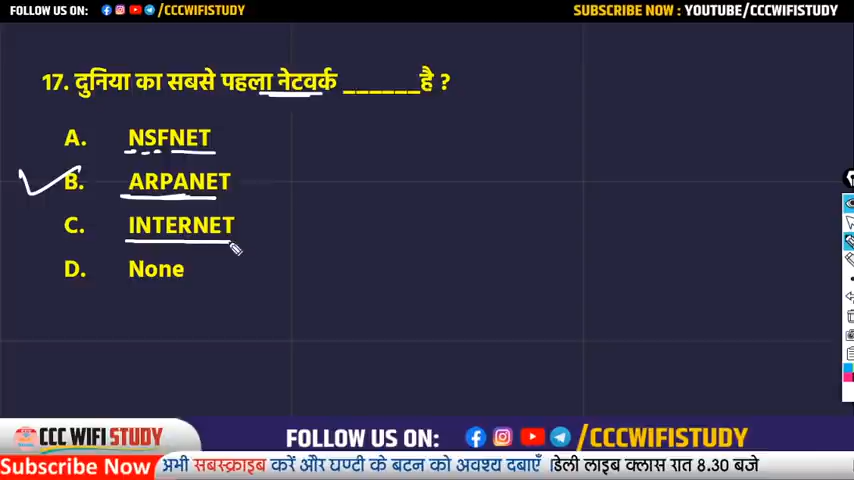 FOLLOW US ON: /CCCWIFISTUDY
SUBSCRIBE NOW : YOUTUBE/CCCWIFISTUDY
17. दुनिया का सबसे पहला नेटवर्क ______है ?
A. NSFNET
B. ARPANET
C. INTERNET
D. None
CCC WIFI STUDY
FOLLOW US ON: /CCCWIFISTUDY
Subscribe Now अभी सबस्क्राइब करें और घण्टी के बटन को अवश्य दबाएँ ।डेली लाइब क्लास रात 8.30 बजे